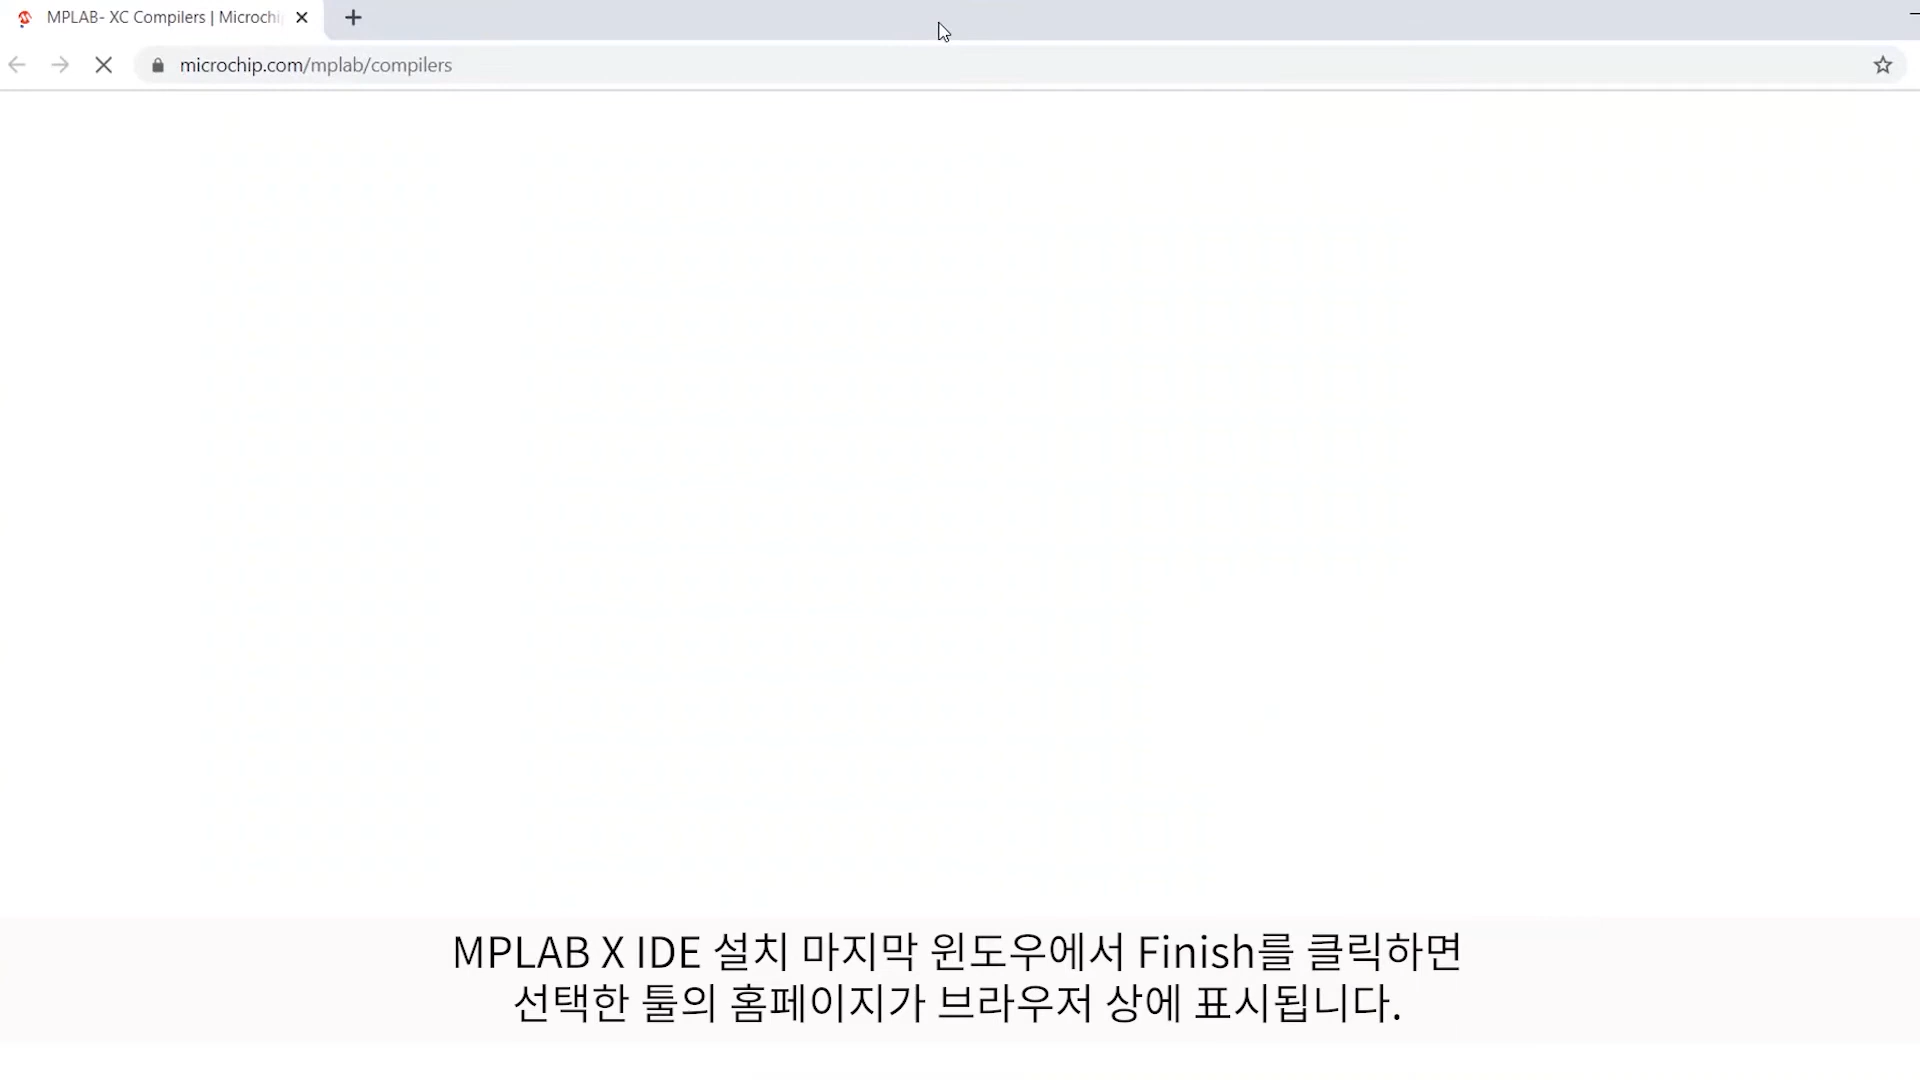 MPLAB- XC Compilers | Microchi
microchip.com/mplab/compilers
MPLAB X IDE 설치 마지막 윈도우에서 Finish를 클릭하면
선택한 툴의 홈페이지가 브라우저 상에 표시됩니다.